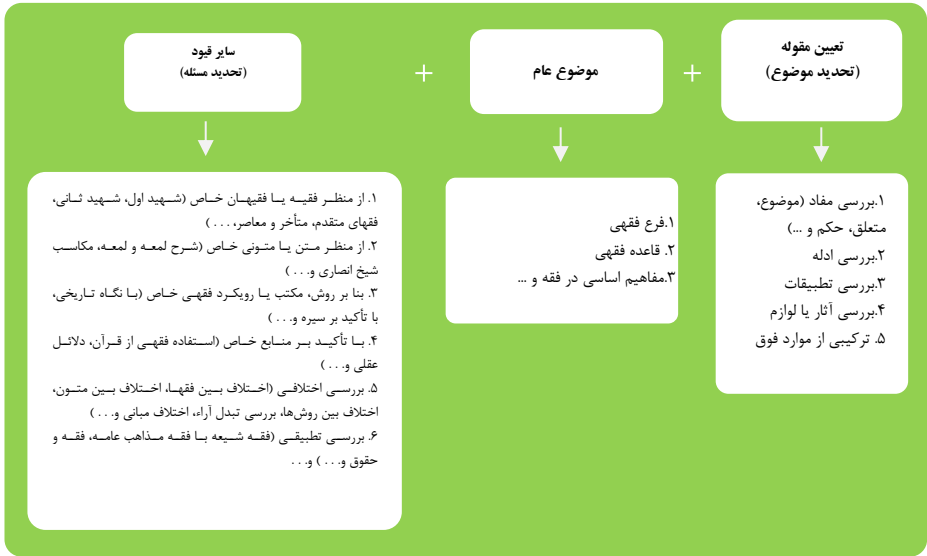 تعیین مقوله
(تحدید موضوع)
+
موضوع عام
+
سایر قیود
(تحدید مسئله)
۱.بررسی مفاد (موضوع،
متعلق، حکم و ...)
۲.بررسی ادله
۳.بررسی تطبیقات
۴.بررسی آثار یا لوازم
۵. ترکیبی از موارد فوق
۱.فرع فقهی
۲. قاعده فقهی
۳.مفاهیم اساسی در فقه و ...
۱. از منظر فقیه یا فقیهان خاص (شهید اول، شهید ثانی،
فقهای متقدم، متأخر و معاصر، . . . )
۲. از منظر متن یا متونی خاص (شرح لمعه و لمعه، مکاسب
شیخ انصاری و. . . )
۳. بنا بر روش، مکتب یا رویکرد فقهی خاص (با نگاه تاریخی،
با تأکید بر سیره و. . . )
۴. با تأکید بر منابع خاص (استفاده فقهی از قرآن، دلائل
عقلی و. . . )
۵. بررسی اختلافی (اختلاف بین فقها، اختلاف بین متون،
اختلاف بین روش‌ها، بررسی تبدل آراء، اختلاف مبانی و. . . )
۶. بررسی تطبیقی (فقه شیعه با فقه مذاهب عامه، فقه و
حقوق و. . . ) و. . .